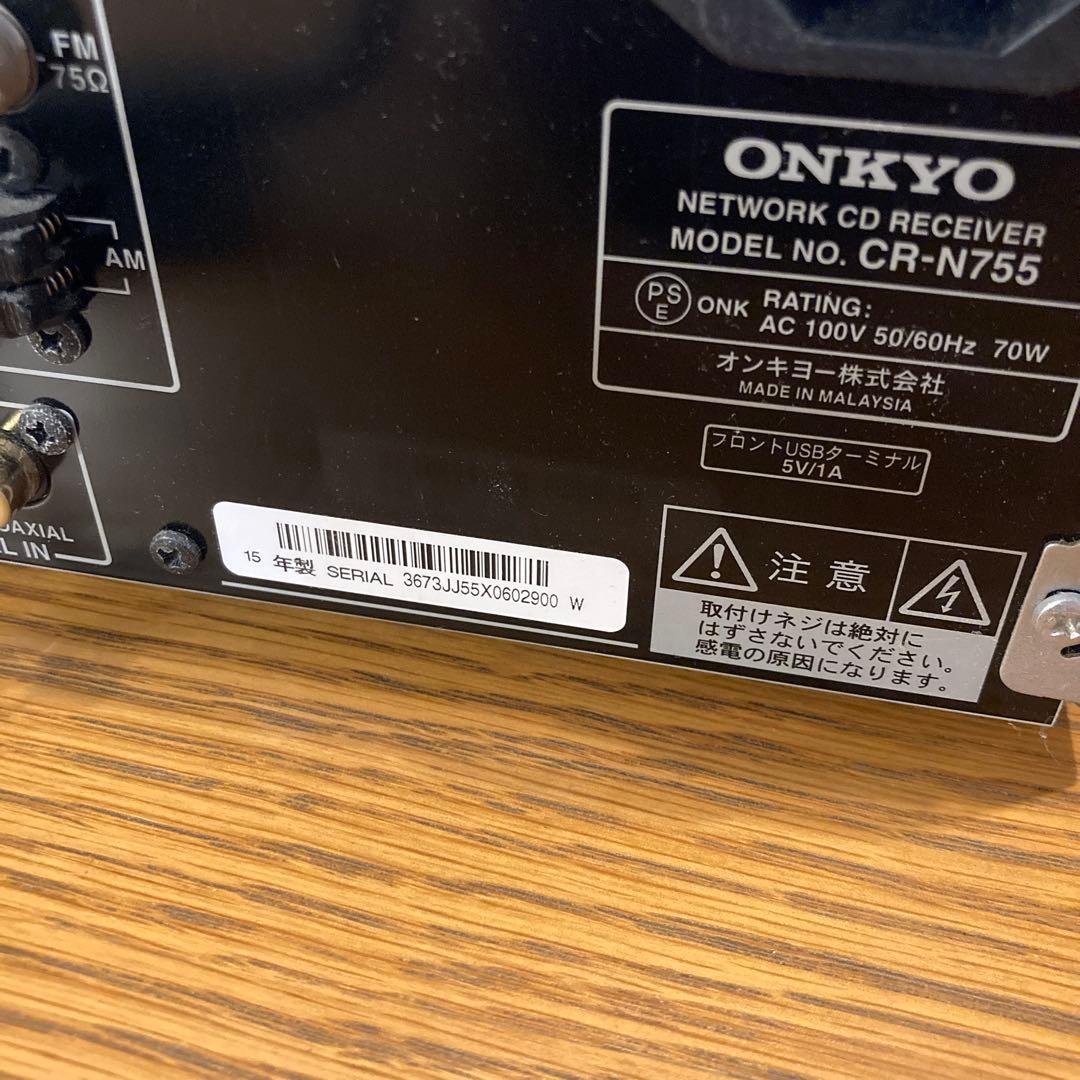 FM
75Ω
AM
ONKYO
NETWORK CD RECEIVER
MODEL NO. CR-N755
PS
E
ONK
RATING:
AC 100V 50/60Hz 70W
オンキヨー株式会社
MADE IN MALAYSIA
フロントUSBターミナル
5V/1A
IN
15 年製 SERIAL 3673JJ55X0602900 W
注意
取付けネジは絶対に
はずさないでください。
感電の原因になります。